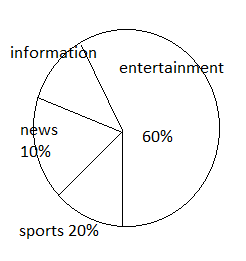 information
entertainment
news
10%
60%
sports 20%